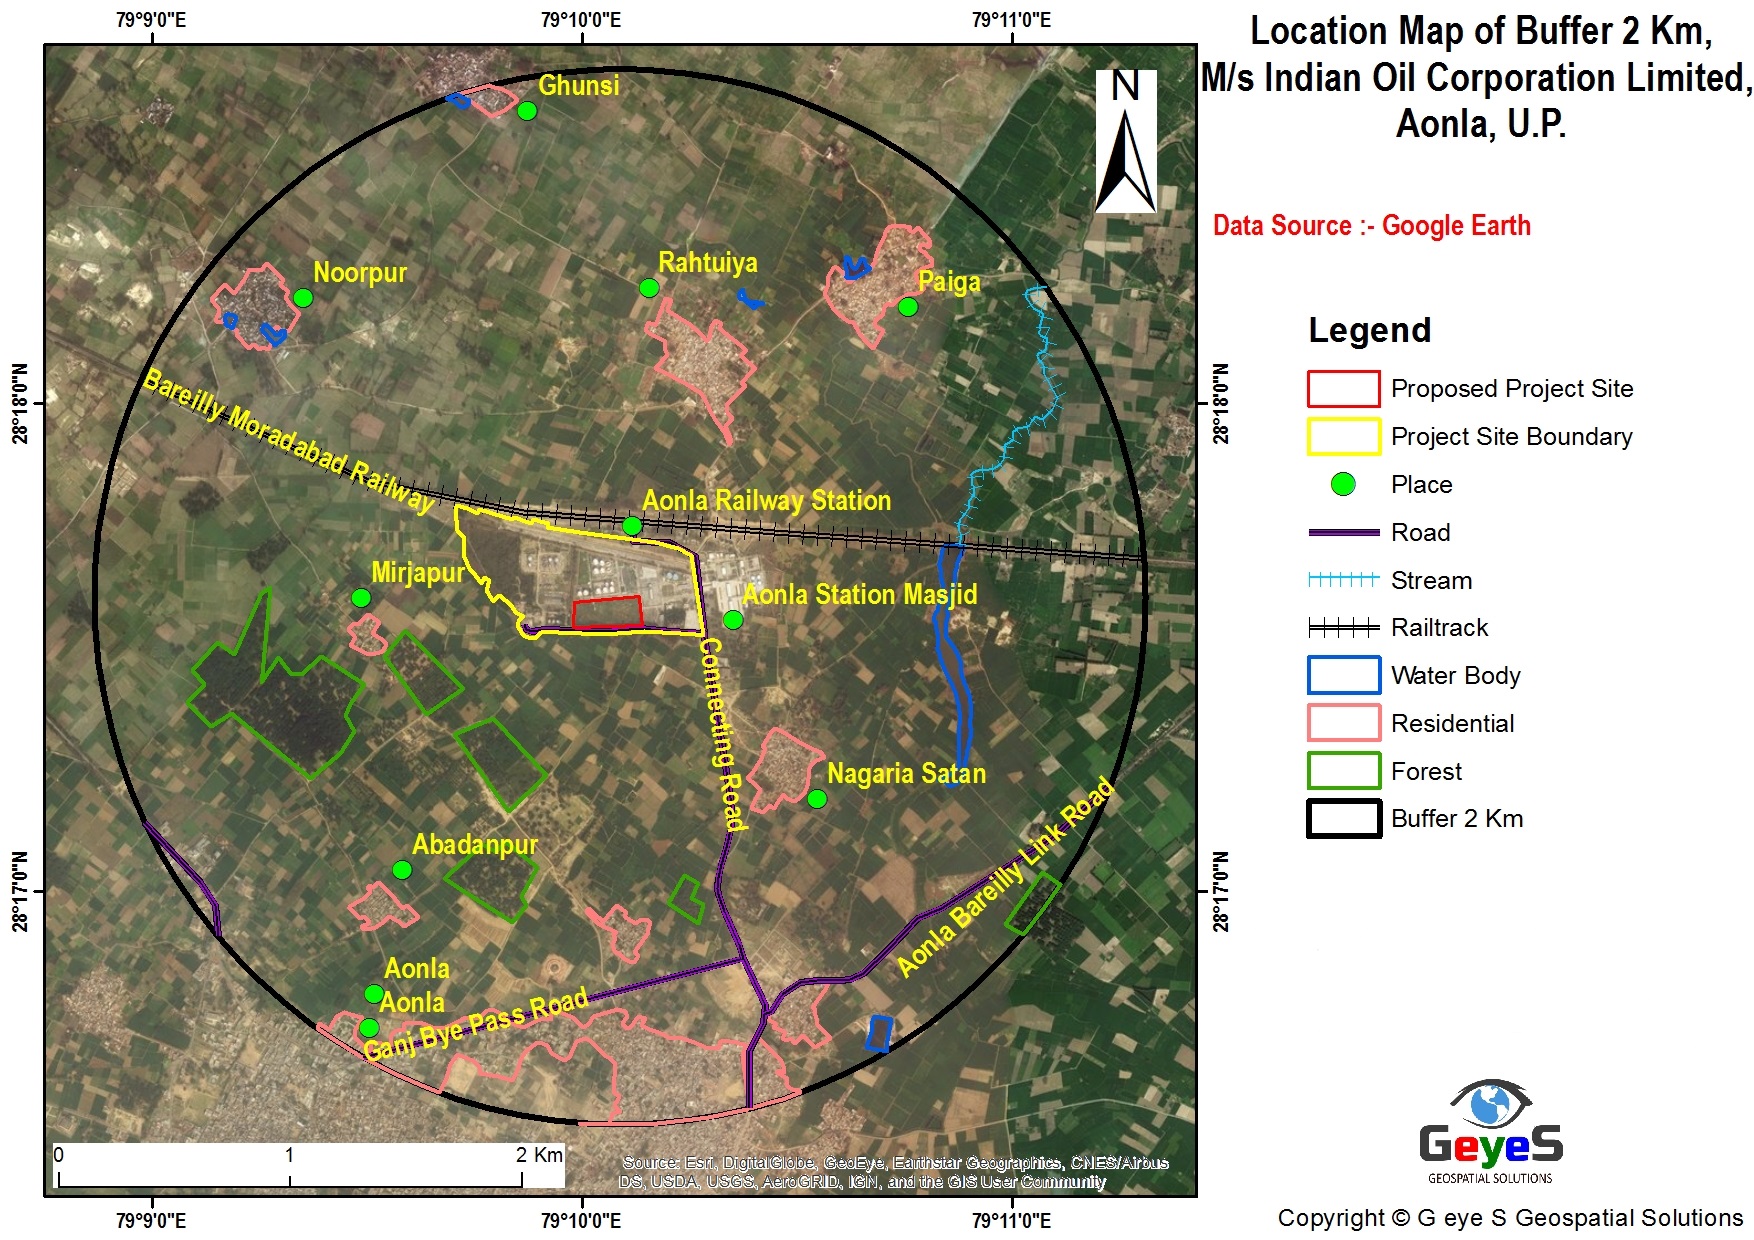 79°9'0"E
79°10'0"E
79°11'0"E
Location Map of Buffer 2 Km,
M/s Indian Oil Corporation Limited,
Aonla, U.P.
Data Source :- Google Earth
N
Ghunsi
Noorpur
Rahtuiya
Paiga
28°18'0"N
28°18'0"N
Bareilly Moradabad Railway
Aonla Railway Station
Mirjapur
Aonla Station Masjid
Connecting Road
Nagaria Satan
Abadanpur
Aonla Bareilly Link Road
28°17'0"N
28°17'0"N
Aonla
Aonla
Ganj Bye Pass Road
Legend
Proposed Project Site
Project Site Boundary
Place
Road
Stream
Railtrack
Water Body
Residential
Forest
Buffer 2 Km
0 1 2 Km
Source: Esri, DigitalGlobe, GeoEye, Earthstar Geographics, CNES/Airbus
DS, USDA, USGS, AeroGRID, IGN, and the GIS User Community
79°9'0"E
79°10'0"E
79°11'0"E
GeyeS
GEOSPATIAL SOLUTIONS
Copyright © G eye S Geospatial Solutions